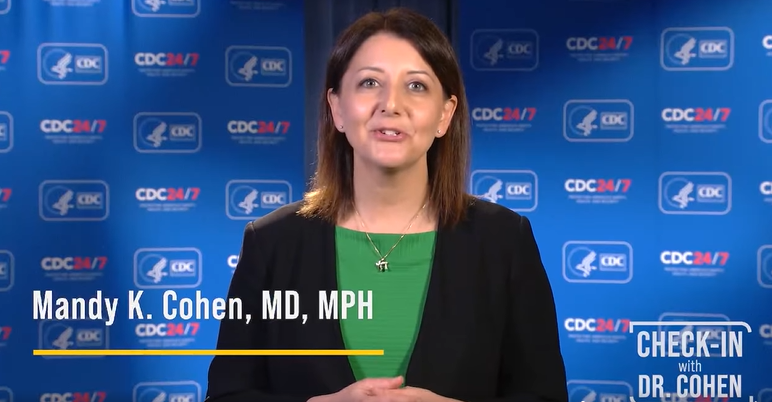 CDC
CDC24/7
Mandy K. Cohen, MD, MPH
CHECK-IN
with
DR. COHEN